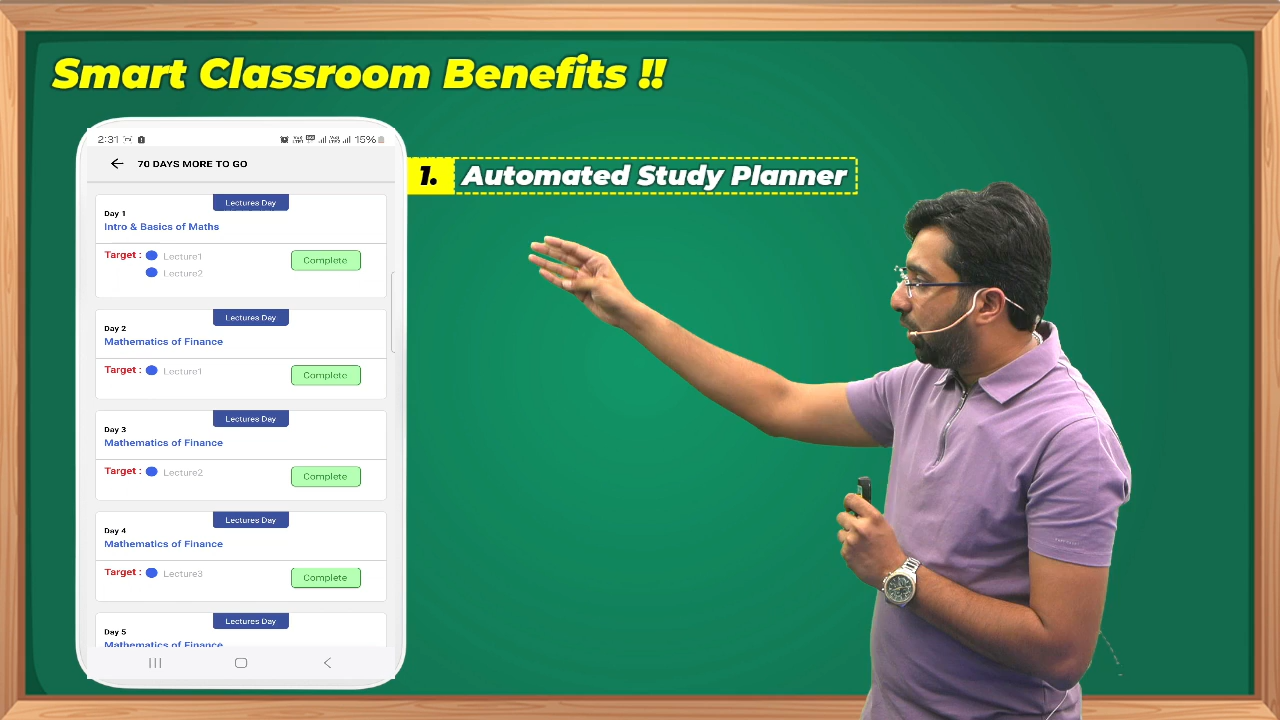 Smart Classroom Benefits !!
2:31
15%
70 DAYS MORE TO GO
1. Automated Study Planner
Lectures Day
Day 1
Intro & Basics of Maths
Target : Lecture1
Lecture2
Complete
Lectures Day
Day 2
Mathematics of Finance
Target : Lecture1
Complete
Lectures Day
Day 3
Mathematics of Finance
Target : Lecture2
Complete
Lectures Day
Day 4
Mathematics of Finance
Target : Lecture3
Complete
Lectures Day
Day 5
Mathematics of Finance